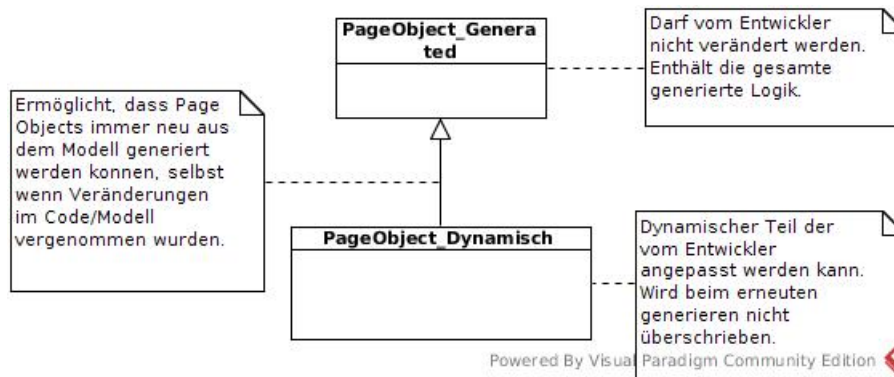 PageObject_Genera
ted
Darf vom Entwickler
nicht verändert werden.
Enthält die gesamte
generierte Logik.
Ermöglicht, dass Page
Objects immer neu aus
dem Modell generiert
werden konnen, selbst
wenn Veränderungen
im Code/Modell
vergenommen wurden.
PageObject_Dynamisch
Dynamischer Teil der
vom Entwickler
angepasst werden kann.
Wird beim erneuten
generieren nicht
überschrieben.
Powered By Visual Paradigm Community Edition